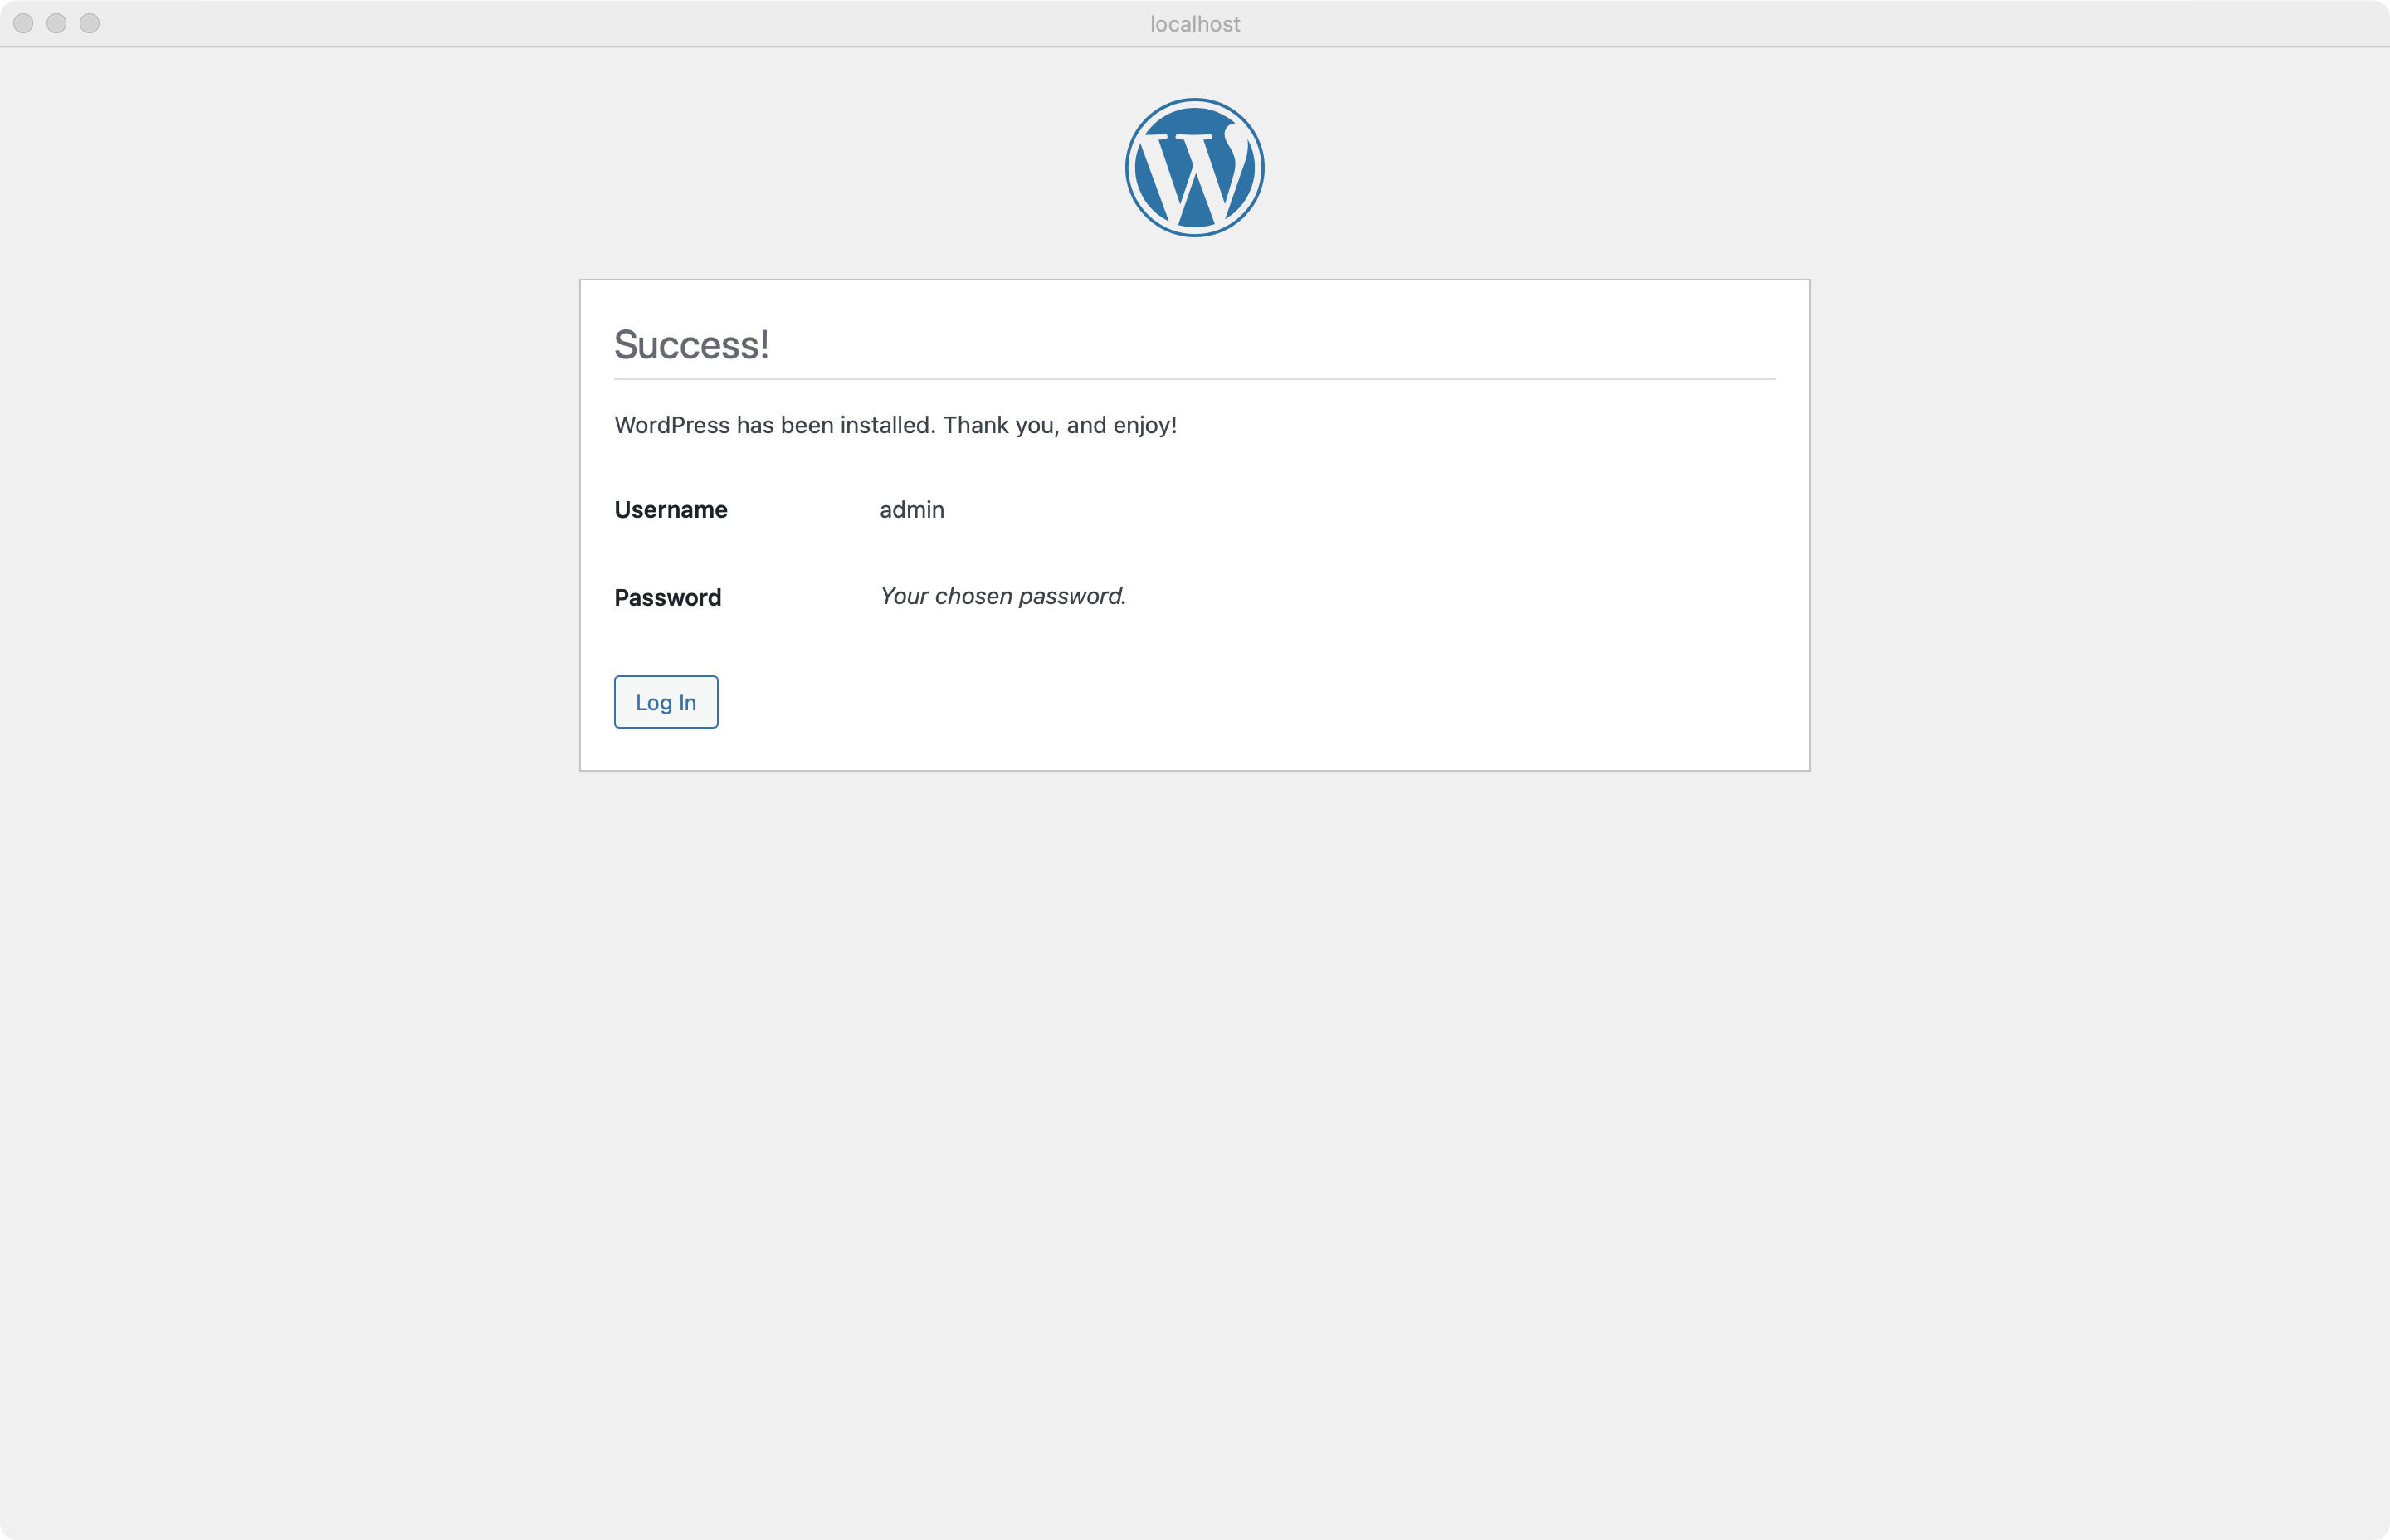 localhost
Success!
WordPress has been installed. Thank you, and enjoy!
Username admin
Password Your chosen password.
Log In